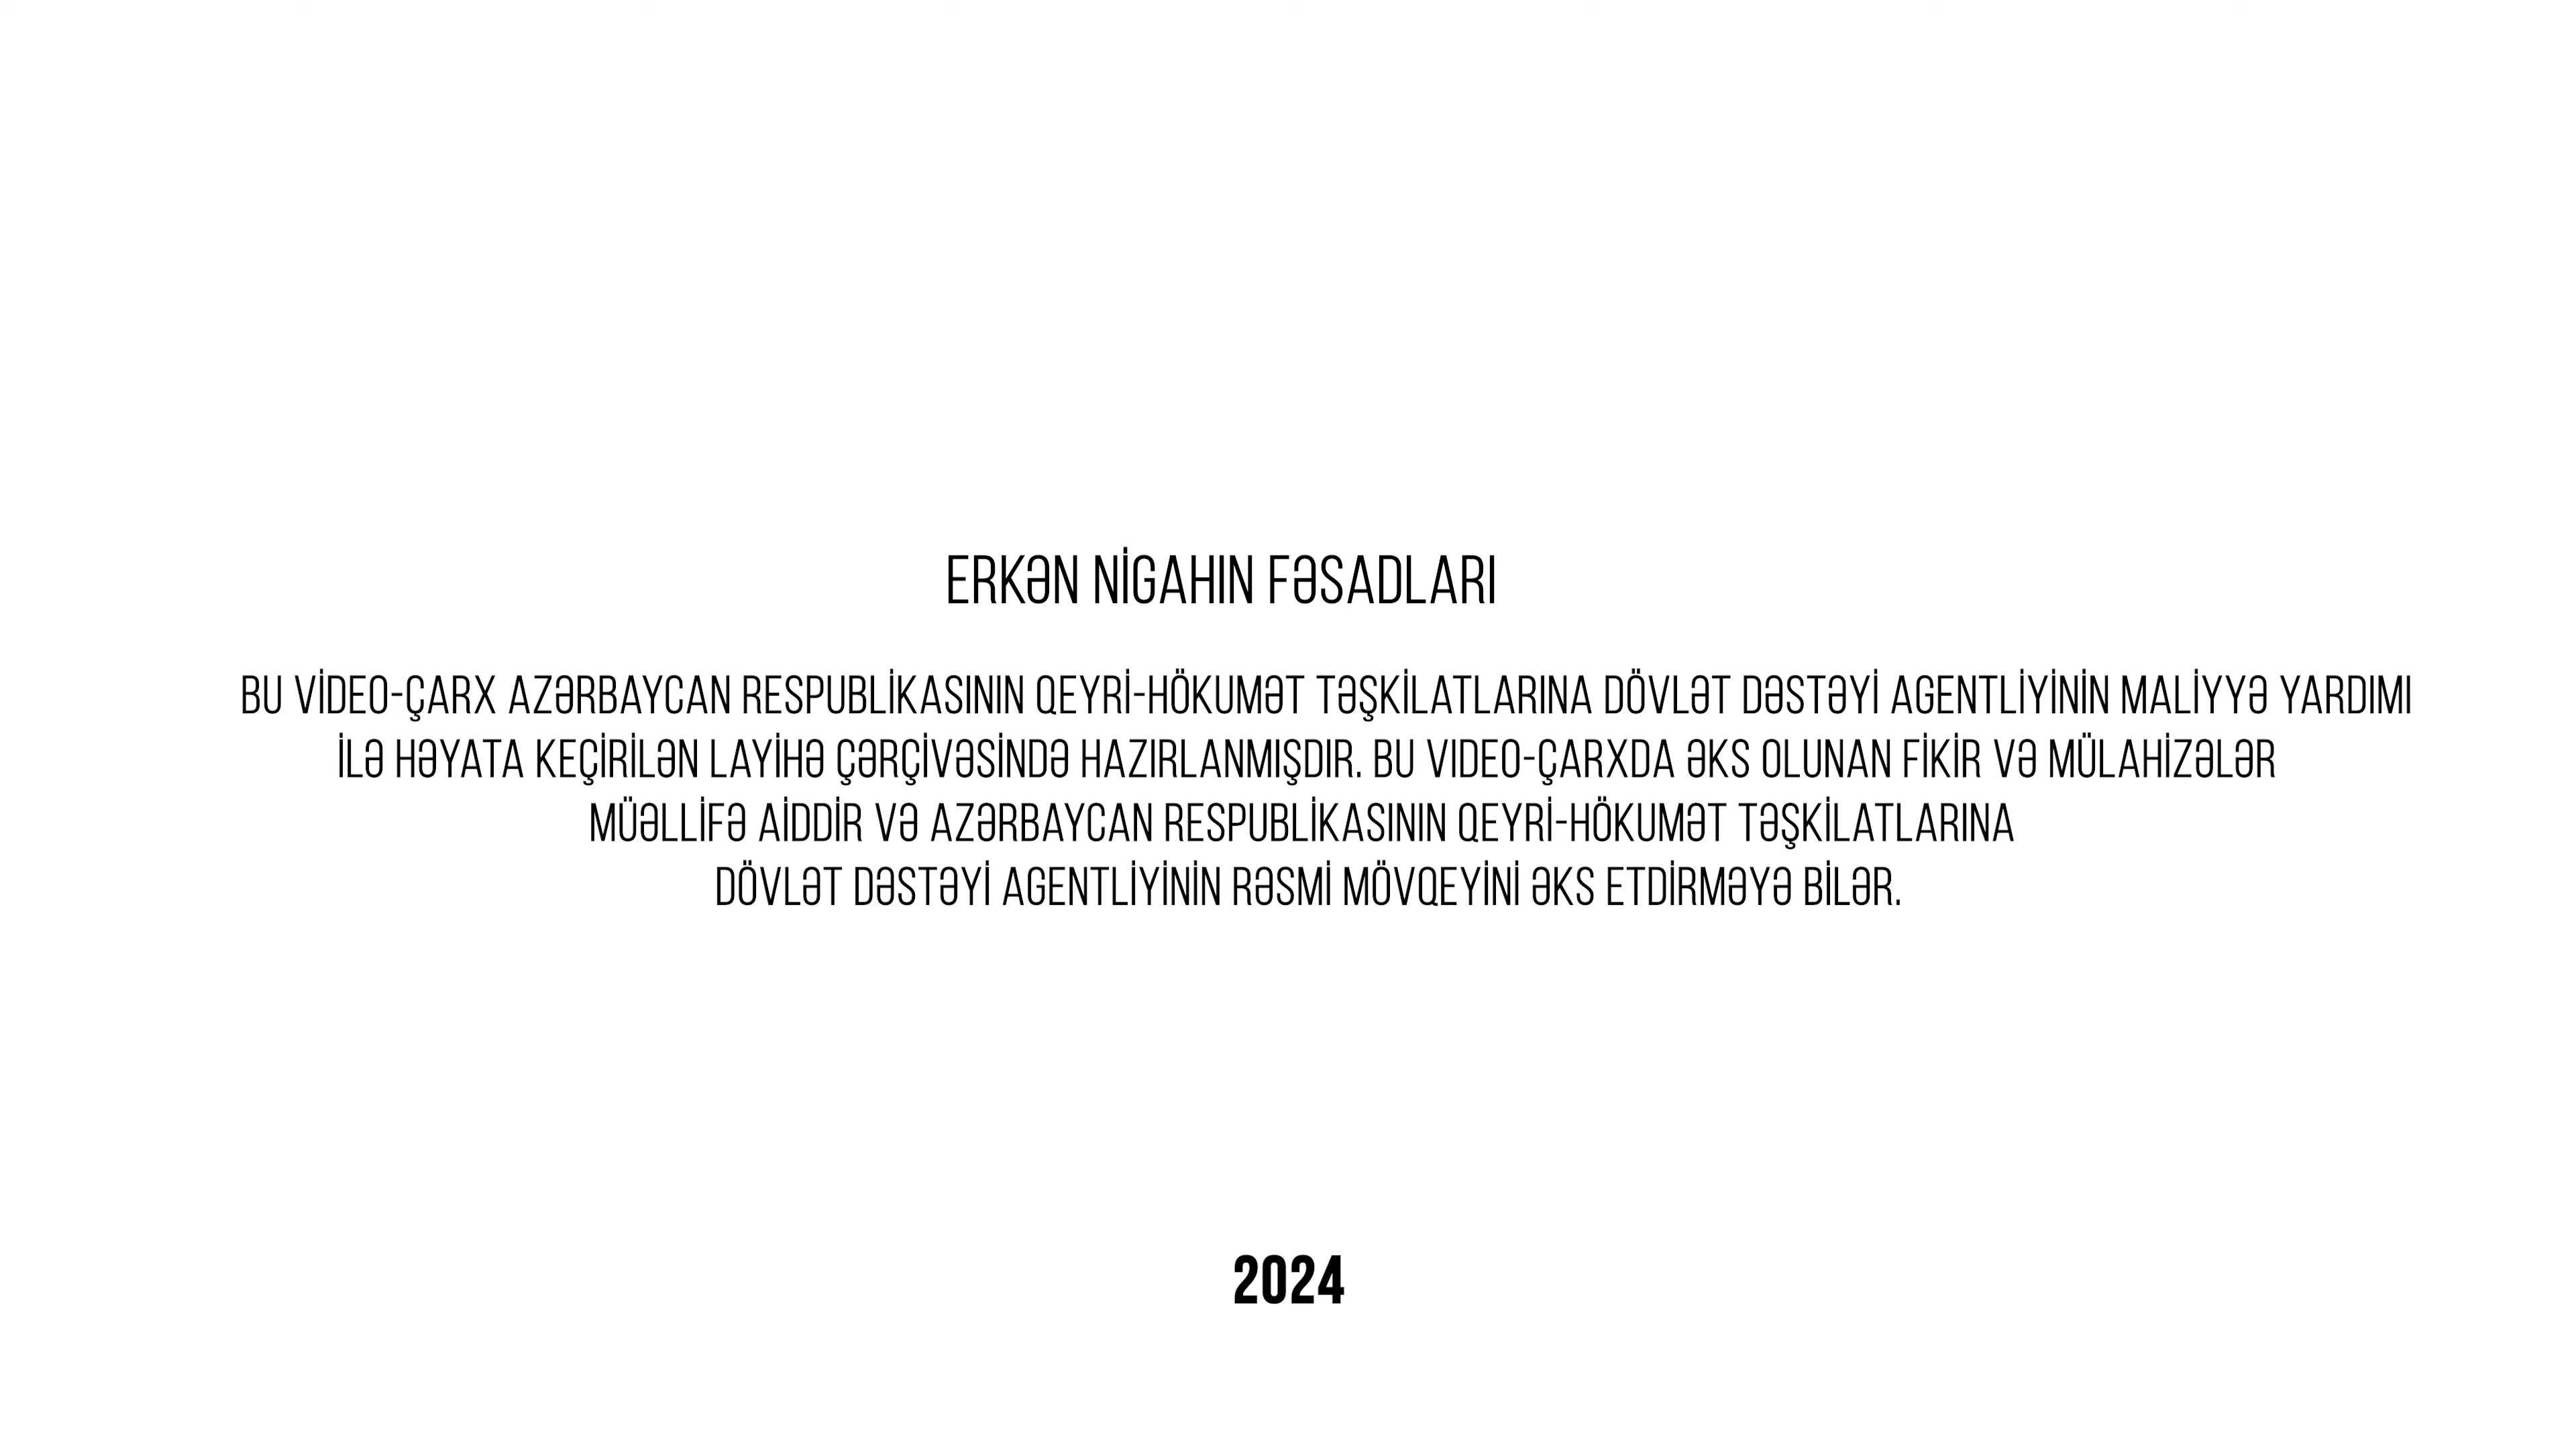 ERKƏN NİGAHIN FƏSADLARI
BU VİDEO-ÇARX AZƏRBAYCAN RESPUBLİKASININ QEYRİ-HÖKUMƏT TƏŞKİLATLARINA DÖVLƏT DƏSTƏYİ AGENTLİYİNİN MALİYYƏ YARDIMI
İLƏ HƏYATA KEÇİRİLƏN LAYİHƏ ÇƏRÇİVƏSİNDƏ HAZIRLANMIŞDIR. BU VIDEO-ÇARXDA ƏKS OLUNAN FİKİR VƏ MÜLAHİZƏLƏR
MÜƏLLİFƏ AİDDİR VƏ AZƏRBAYCAN RESPUBLİKASININ QEYRİ-HÖKUMƏT TƏŞKİLATLARINA
DÖVLƏT DƏSTƏYİ AGENTLİYİNİN RƏSMİ MÖVQEYİNİ ƏKS ETDİRMƏYƏ BİLƏR.
2024